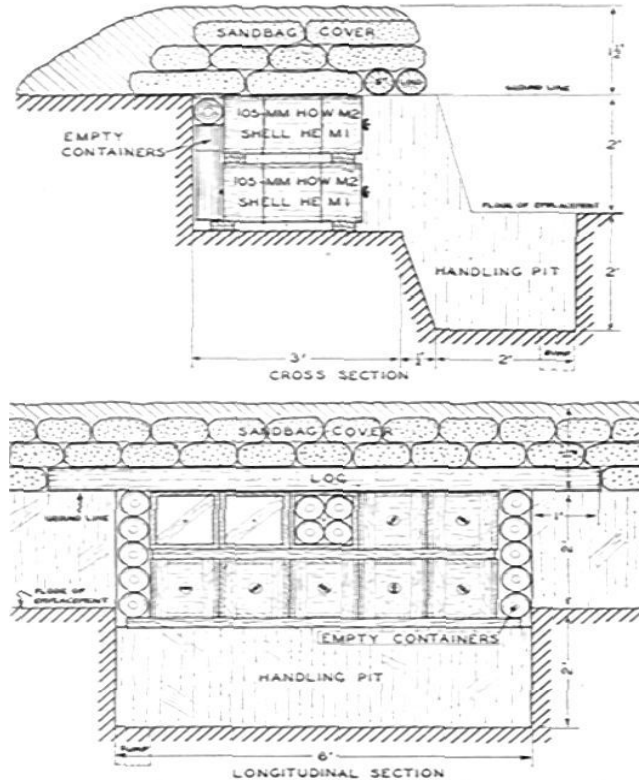 SANDBAG COVER
1½'
LOG
LOG
GROUND LINE
105-MM HOW M2
SHELL HE M1
EMPTY
CONTAINERS
2'
105-MM HOW M2
SHELL HE M1
FLOOR OF EMPLACEMENT
HANDLING PIT
2'
SUMP
3'
1'
2'
CROSS SECTION
SANDBAG COVER
LOG
GROUND LINE
1'
2'
FLOOR OF
EMPLACEMENT
EMPTY CONTAINERS
HANDLING PIT
2'
SUMP
6'
LONGITUDINAL SECTION